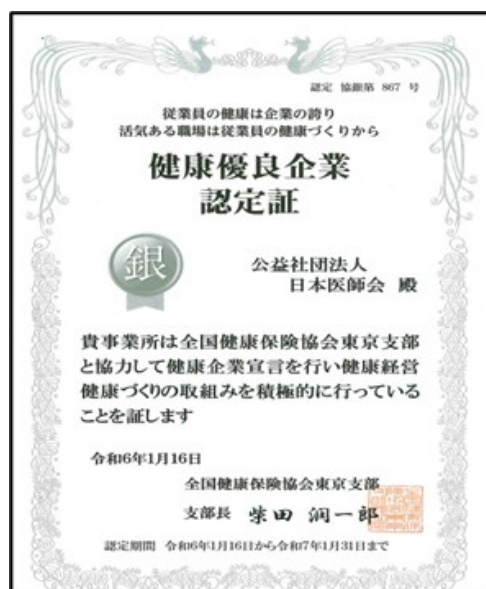 認定 協銀第 867 号
従業員の健康は企業の誇り
活気ある職場は従業員の健康づくりから
健康優良企業
認定証
銀
公益社団法人
日本医師会 殿
貴事業所は全国健康保険協会東京支部
と協力して健康企業宣言を行い健康経営
健康づくりの取組みを積極的に行っている
ことを証します
令和6年1月16日
全国健康保険協会東京支部
支部長 柴田 潤一郎
認定期間 令和6年1月16日から令和7年1月31日まで